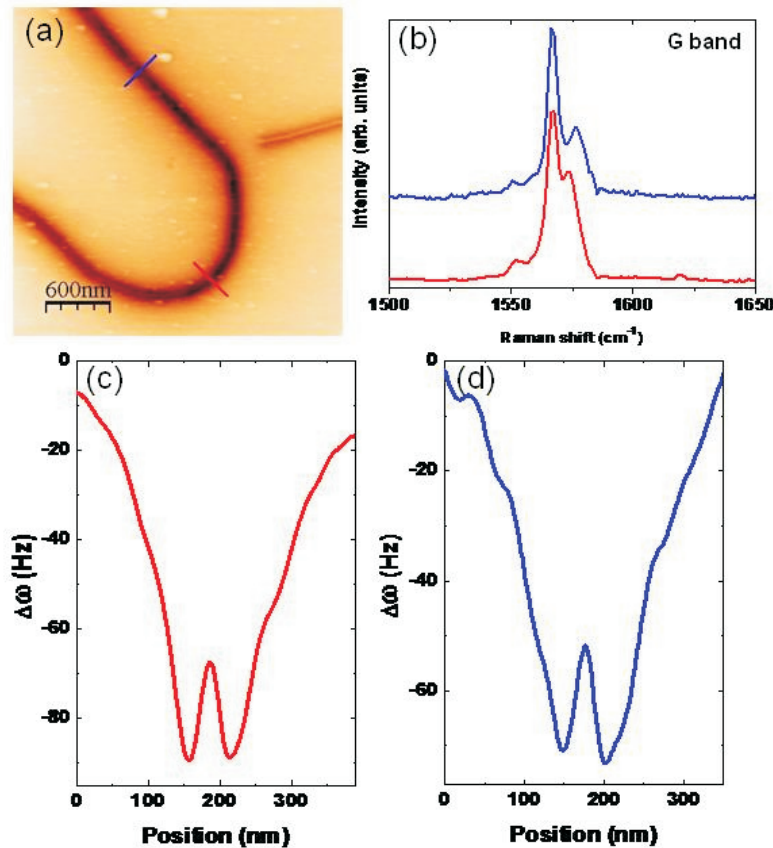 (a)
600nm
(b)
G band
Intensity (arb. units)
1500
1550
1600
1650
Raman shift (cm⁻¹)
(c)
0
-20
-40
-60
-80
Δω (Hz)
0
100
200
300
Position (nm)
(d)
0
-20
-40
-60
Δω (Hz)
0
100
200
300
Position (nm)